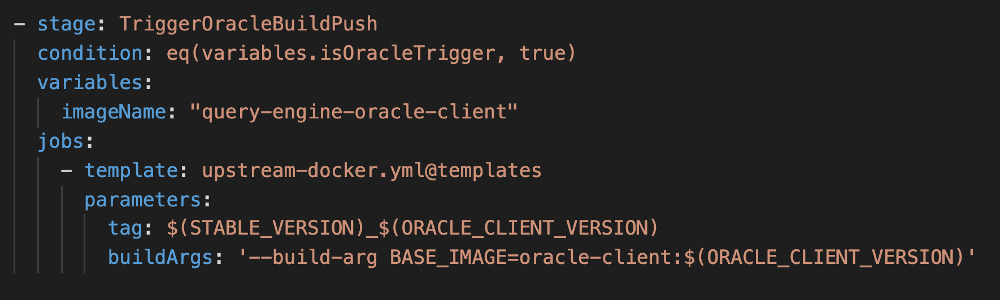 - stage: TriggerOracleBuildPush
  condition: eq(variables.isOracleTrigger, true)
  variables:
    imageName: "query-engine-oracle-client"
  jobs:
    - template: upstream-docker.yml@templates
      parameters:
        tag: $(STABLE_VERSION)_$(ORACLE_CLIENT_VERSION)
        buildArgs: '--build-arg BASE_IMAGE=oracle-client:$(ORACLE_CLIENT_VERSION)'